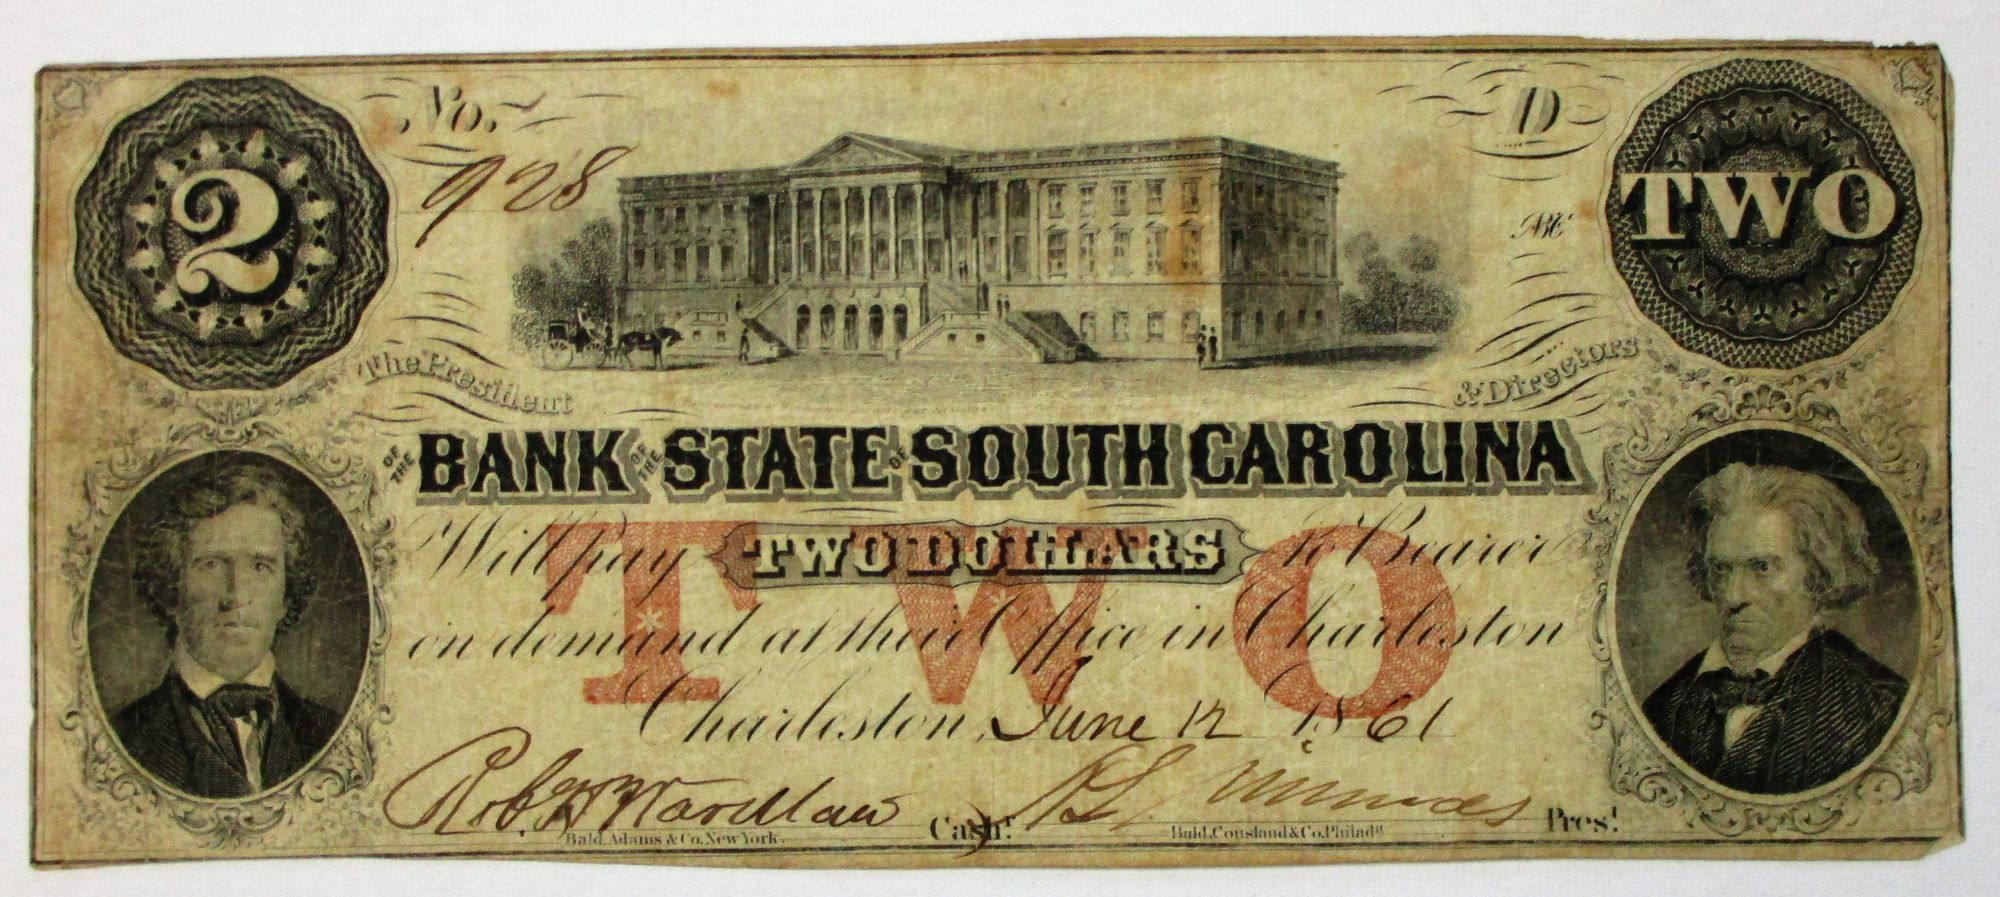 2
No.
928
D
TWO
The President
& Directors
OF THE BANK OF THE STATE OF SOUTH CAROLINA
TWO
Will pay TWO DOLLARS to Bearer
on demand at their Office in Charleston
Charleston, June 12 1861
Robt Wardlaw Cashr. Prest
Bald, Adams & Co. New York. Bald, Cousland & Co. Philada.